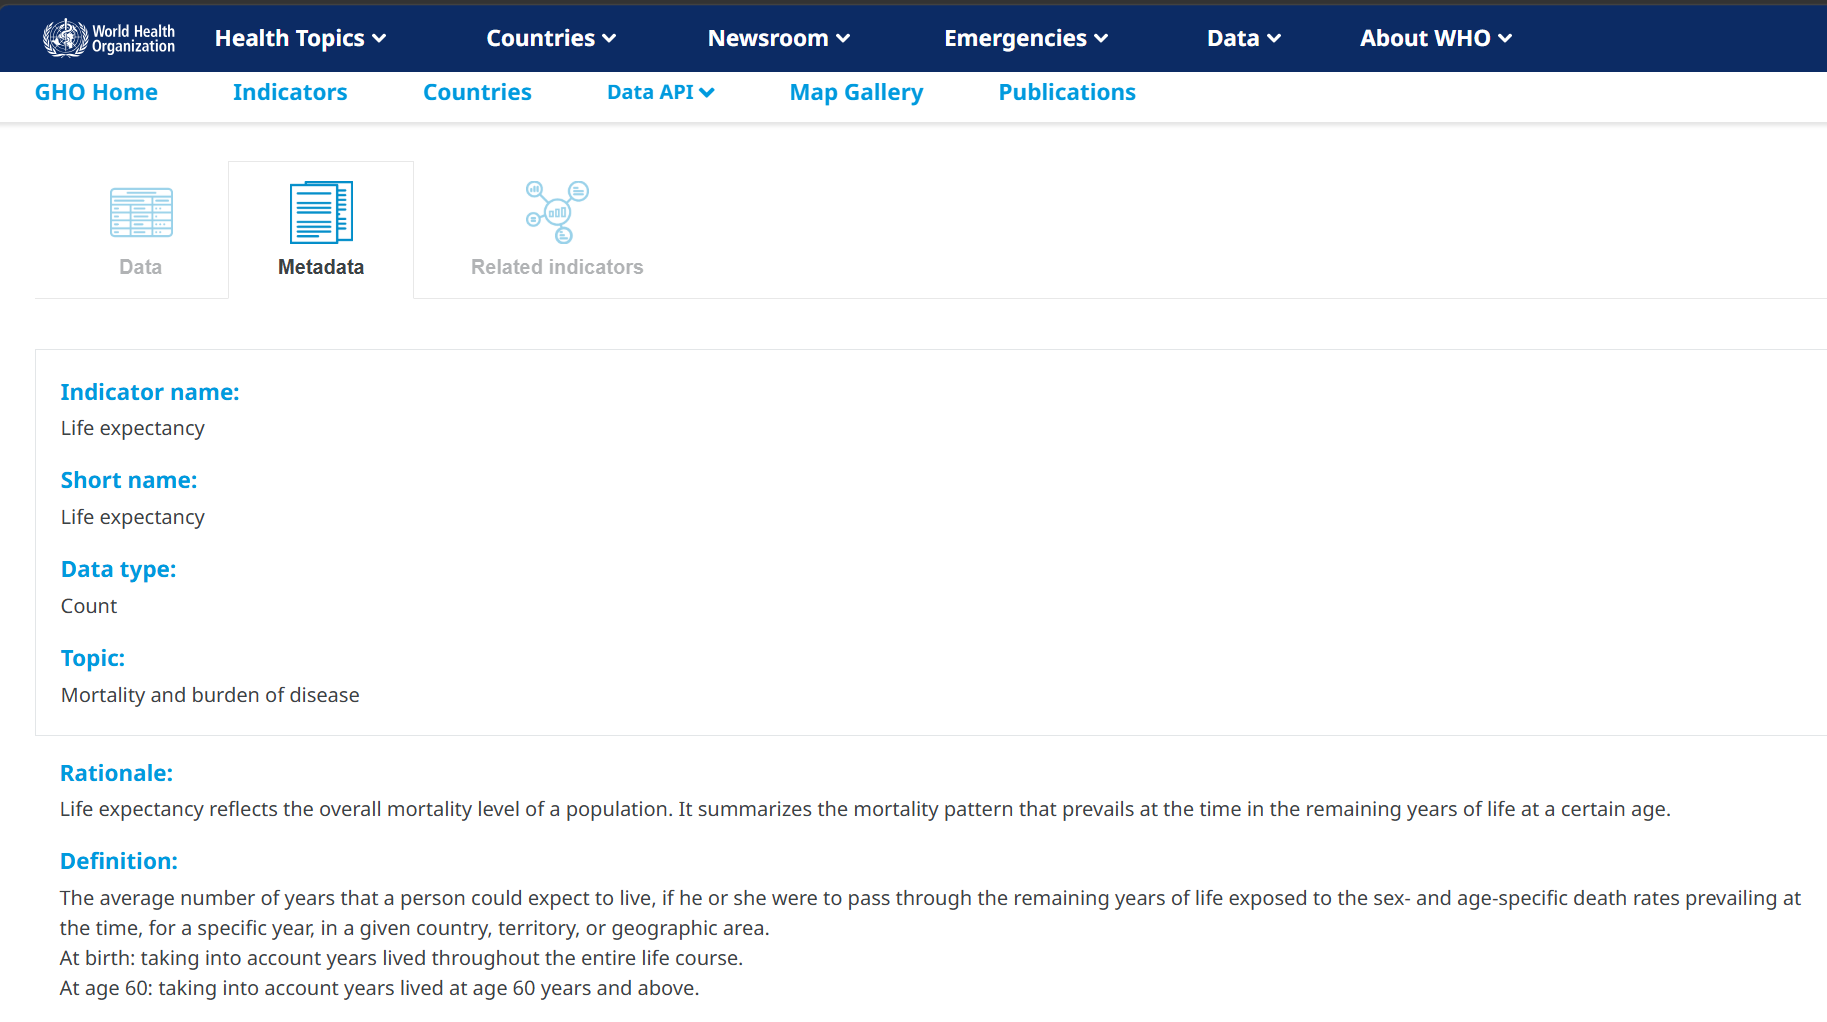 World Health
Organization
Health Topics
Countries
Newsroom
Emergencies
Data
About WHO
GHO Home
Indicators
Countries
Data API
Map Gallery
Publications
Data
Metadata
Related indicators
Indicator name:
Life expectancy
Short name:
Life expectancy
Data type:
Count
Topic:
Mortality and burden of disease
Rationale:
Life expectancy reflects the overall mortality level of a population. It summarizes the mortality pattern that prevails at the time in the remaining years of life at a certain age.
Definition:
The average number of years that a person could expect to live, if he or she were to pass through the remaining years of life exposed to the sex- and age-specific death rates prevailing at
the time, for a specific year, in a given country, territory, or geographic area.
At birth: taking into account years lived throughout the entire life course.
At age 60: taking into account years lived at age 60 years and above.